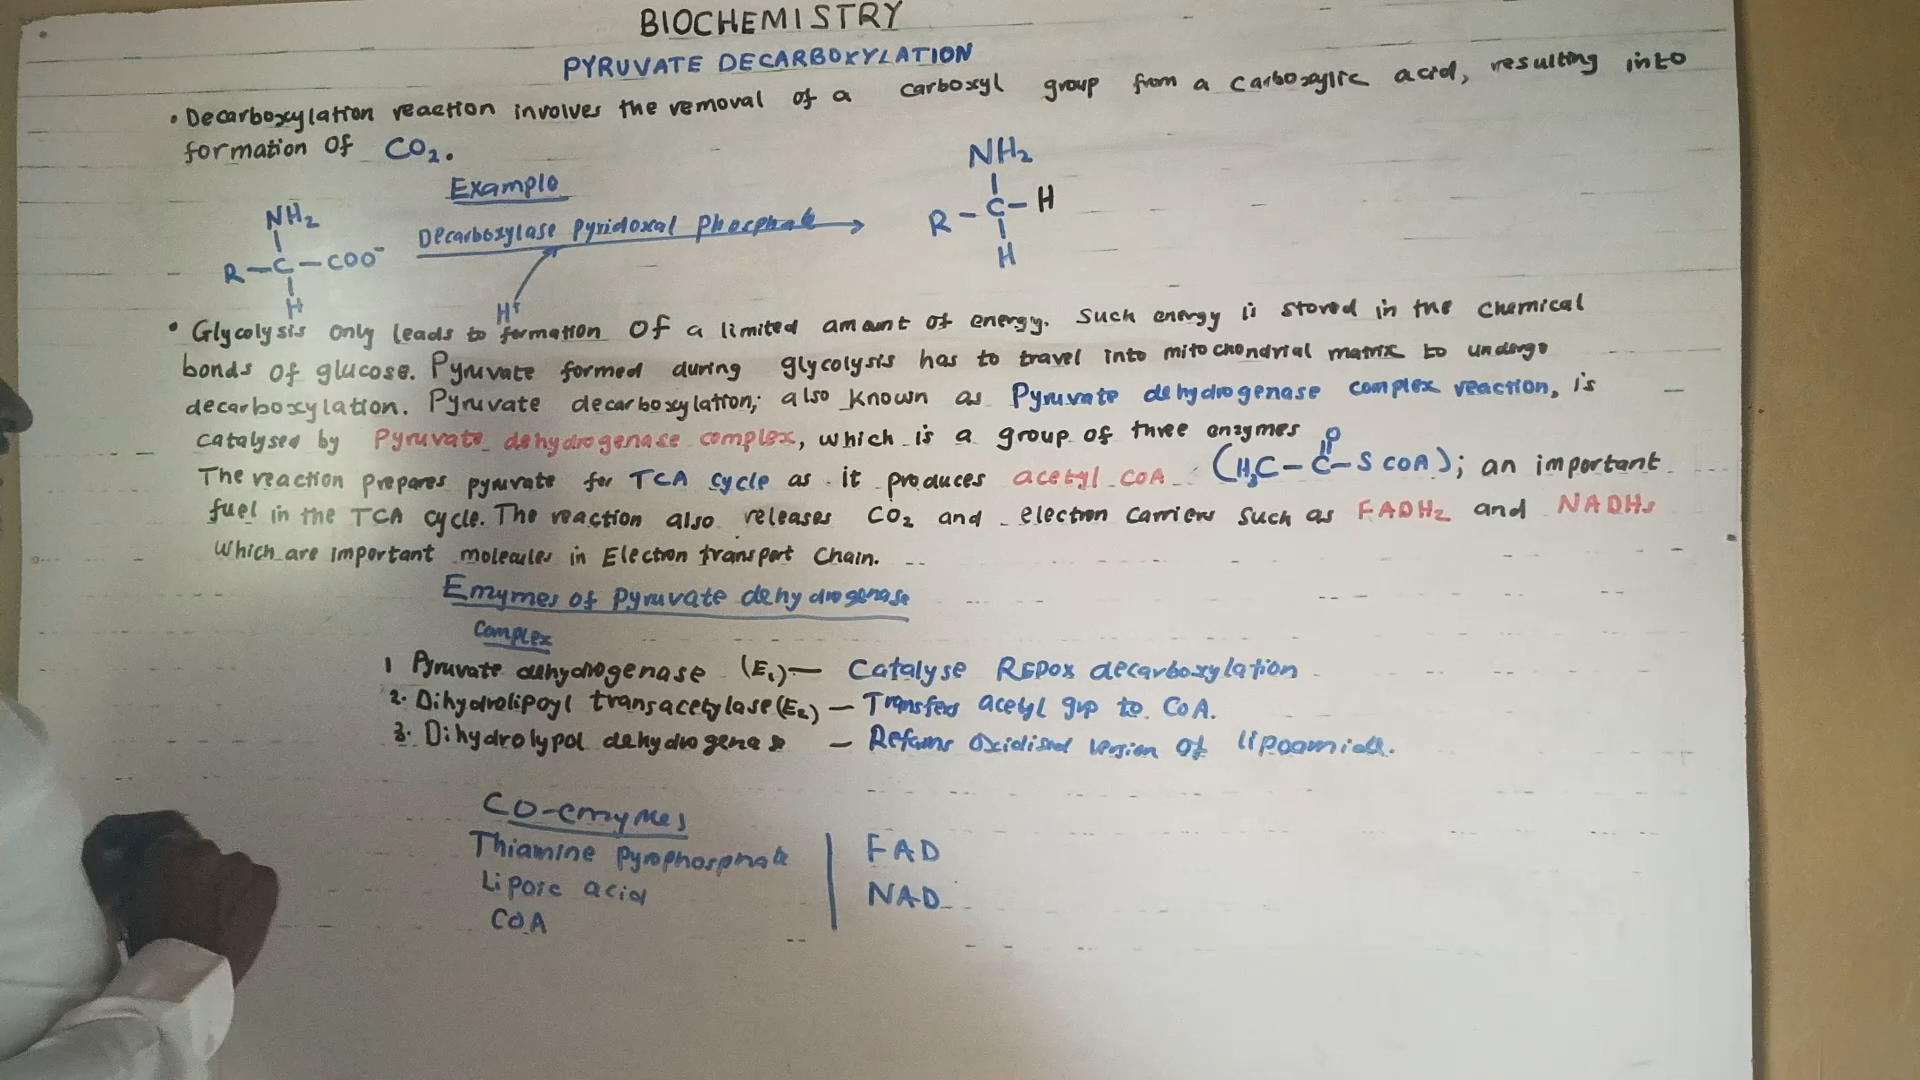 BIOCHEMISTRY
PYRUVATE DECARBOXYLATION
• Decarboxylation reaction involves the removal of a carboxyl group from a carboxylic acid, resulting into
formation of CO₂.
Example
NH₂
R-C-COO⁻
H
Decarboxylase Pyridoxal Phosphate
H⁺
NH₂
R-C-H
H
• Glycolysis only leads to formation of a limited amount of energy. Such energy is stored in the chemical
bonds of glucose. Pyruvate formed during glycolysis has to travel into mitochondrial matrix to undergo
decarboxylation. Pyruvate decarboxylation; also known as Pyruvate dehydrogenase complex reaction, is
catalysed by Pyruvate dehydrogenase complex, which is a group of three enzymes
The reaction prepares pyruvate for TCA cycle as it produces acetyl COA (H₃C-C-S COA); an important
O
fuel in the TCA cycle. The reaction also releases CO₂ and electron carriers such as FADH₂ and NADHs
Which are important molecules in Electron transport Chain.
Enzymes of pyruvate dehydrogenase
Complex
1 Pyruvate dehydrogenase (E₁) — Catalyse REDOX decarboxylation
2. Dihydrolipoyl transacetylase (E₂) — Transfers acetyl grp to CoA.
3. Dihydrolypol dehydrogenase — Reforms Oxidised version of lipoamide.
CO-enzymes
Thiamine pyrophosphate
Lipoic acid
COA
FAD
NAD